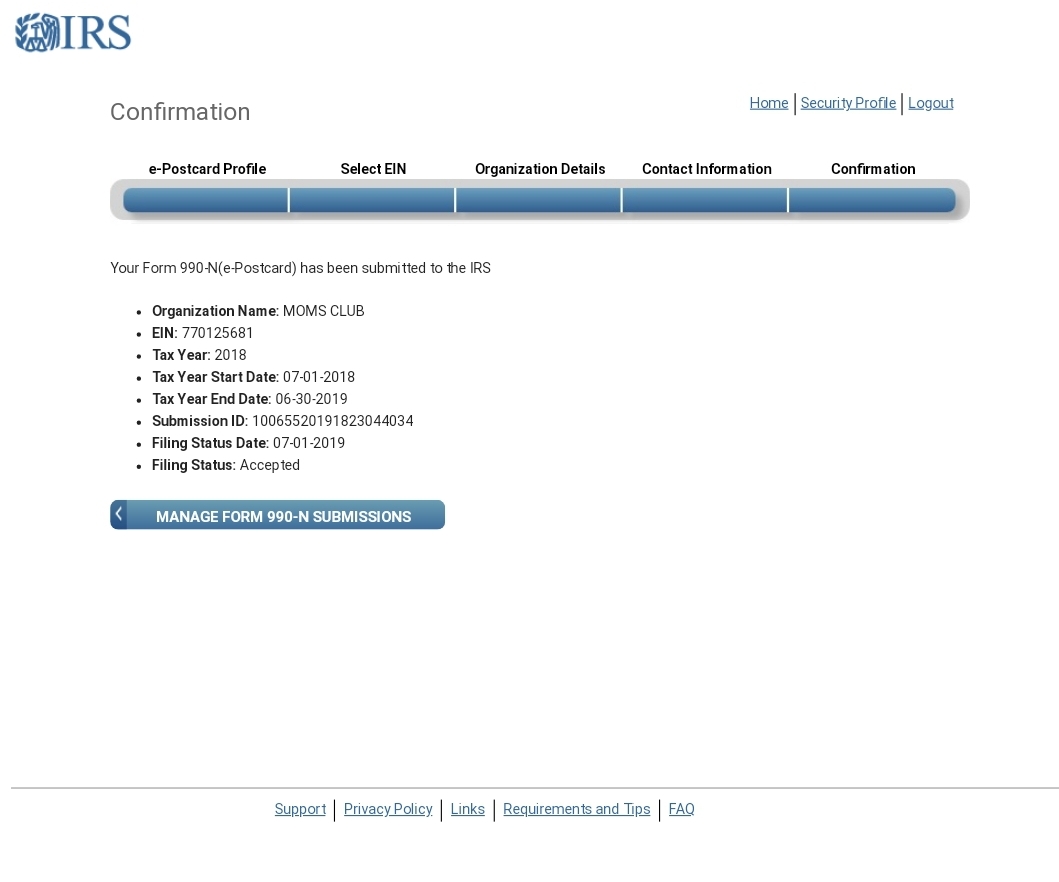 IRS
Confirmation
Home Security Profile Logout
e-Postcard Profile Select EIN Organization Details Contact Information Confirmation
Your Form 990-N(e-Postcard) has been submitted to the IRS
Organization Name: MOMS CLUB
EIN: 770125681
Tax Year: 2018
Tax Year Start Date: 07-01-2018
Tax Year End Date: 06-30-2019
Submission ID: 10065520191823044034
Filing Status Date: 07-01-2019
Filing Status: Accepted
MANAGE FORM 990-N SUBMISSIONS
Support Privacy Policy Links Requirements and Tips FAQ